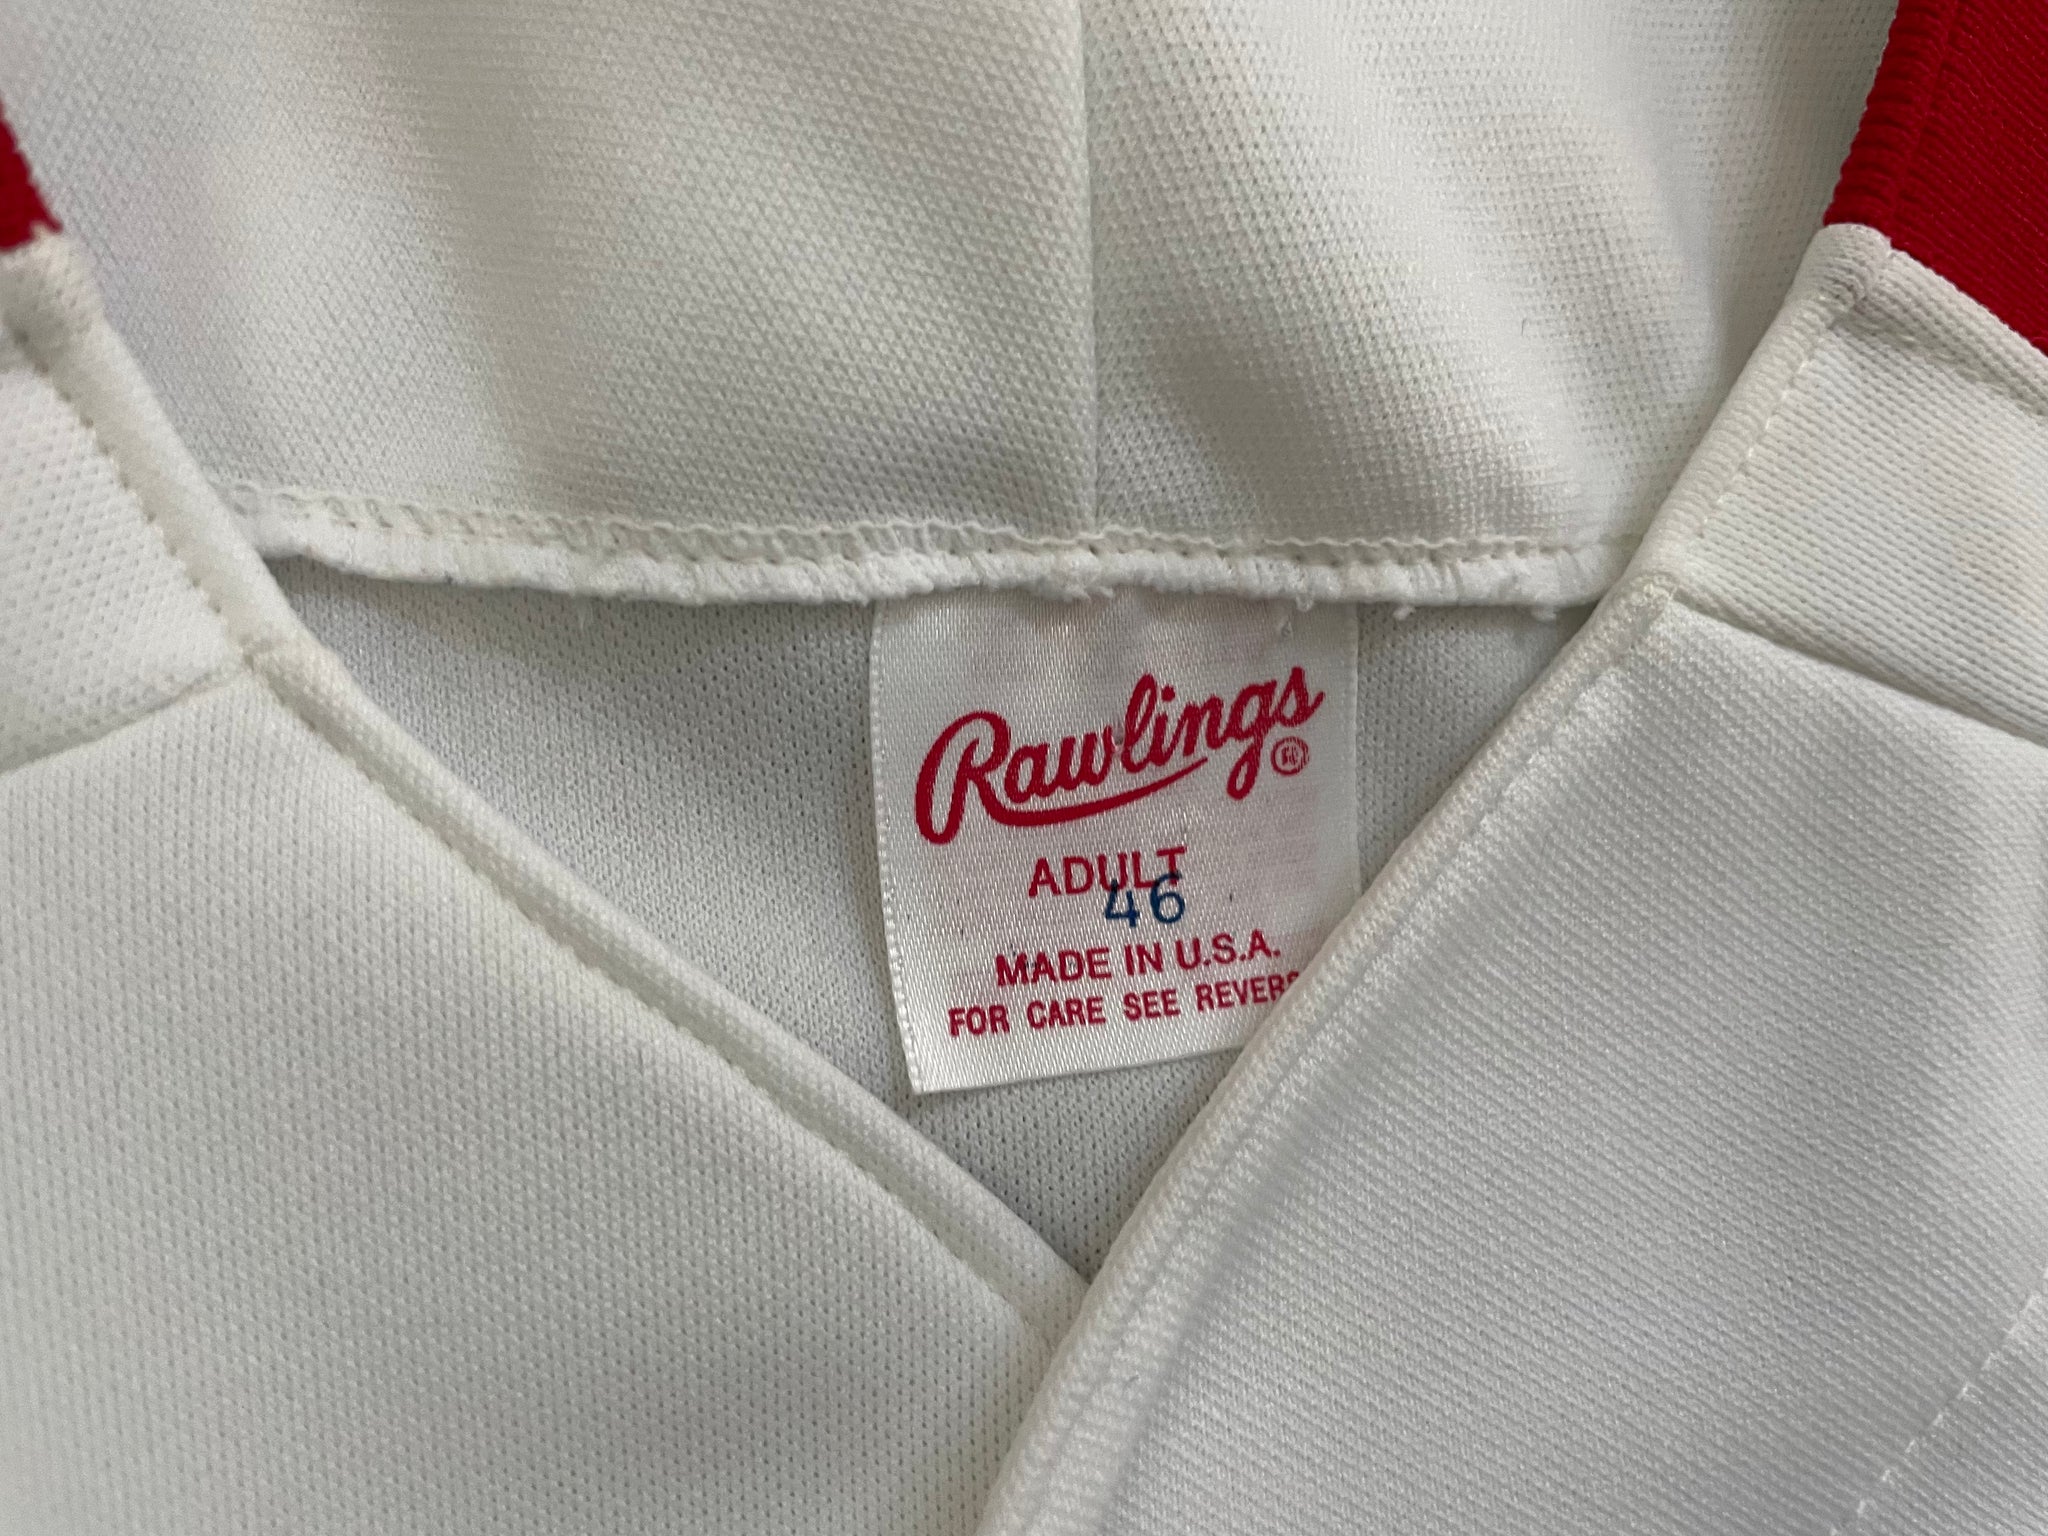 Rawlings®
ADULT
46
MADE IN U.S.A.
FOR CARE SEE REVERS